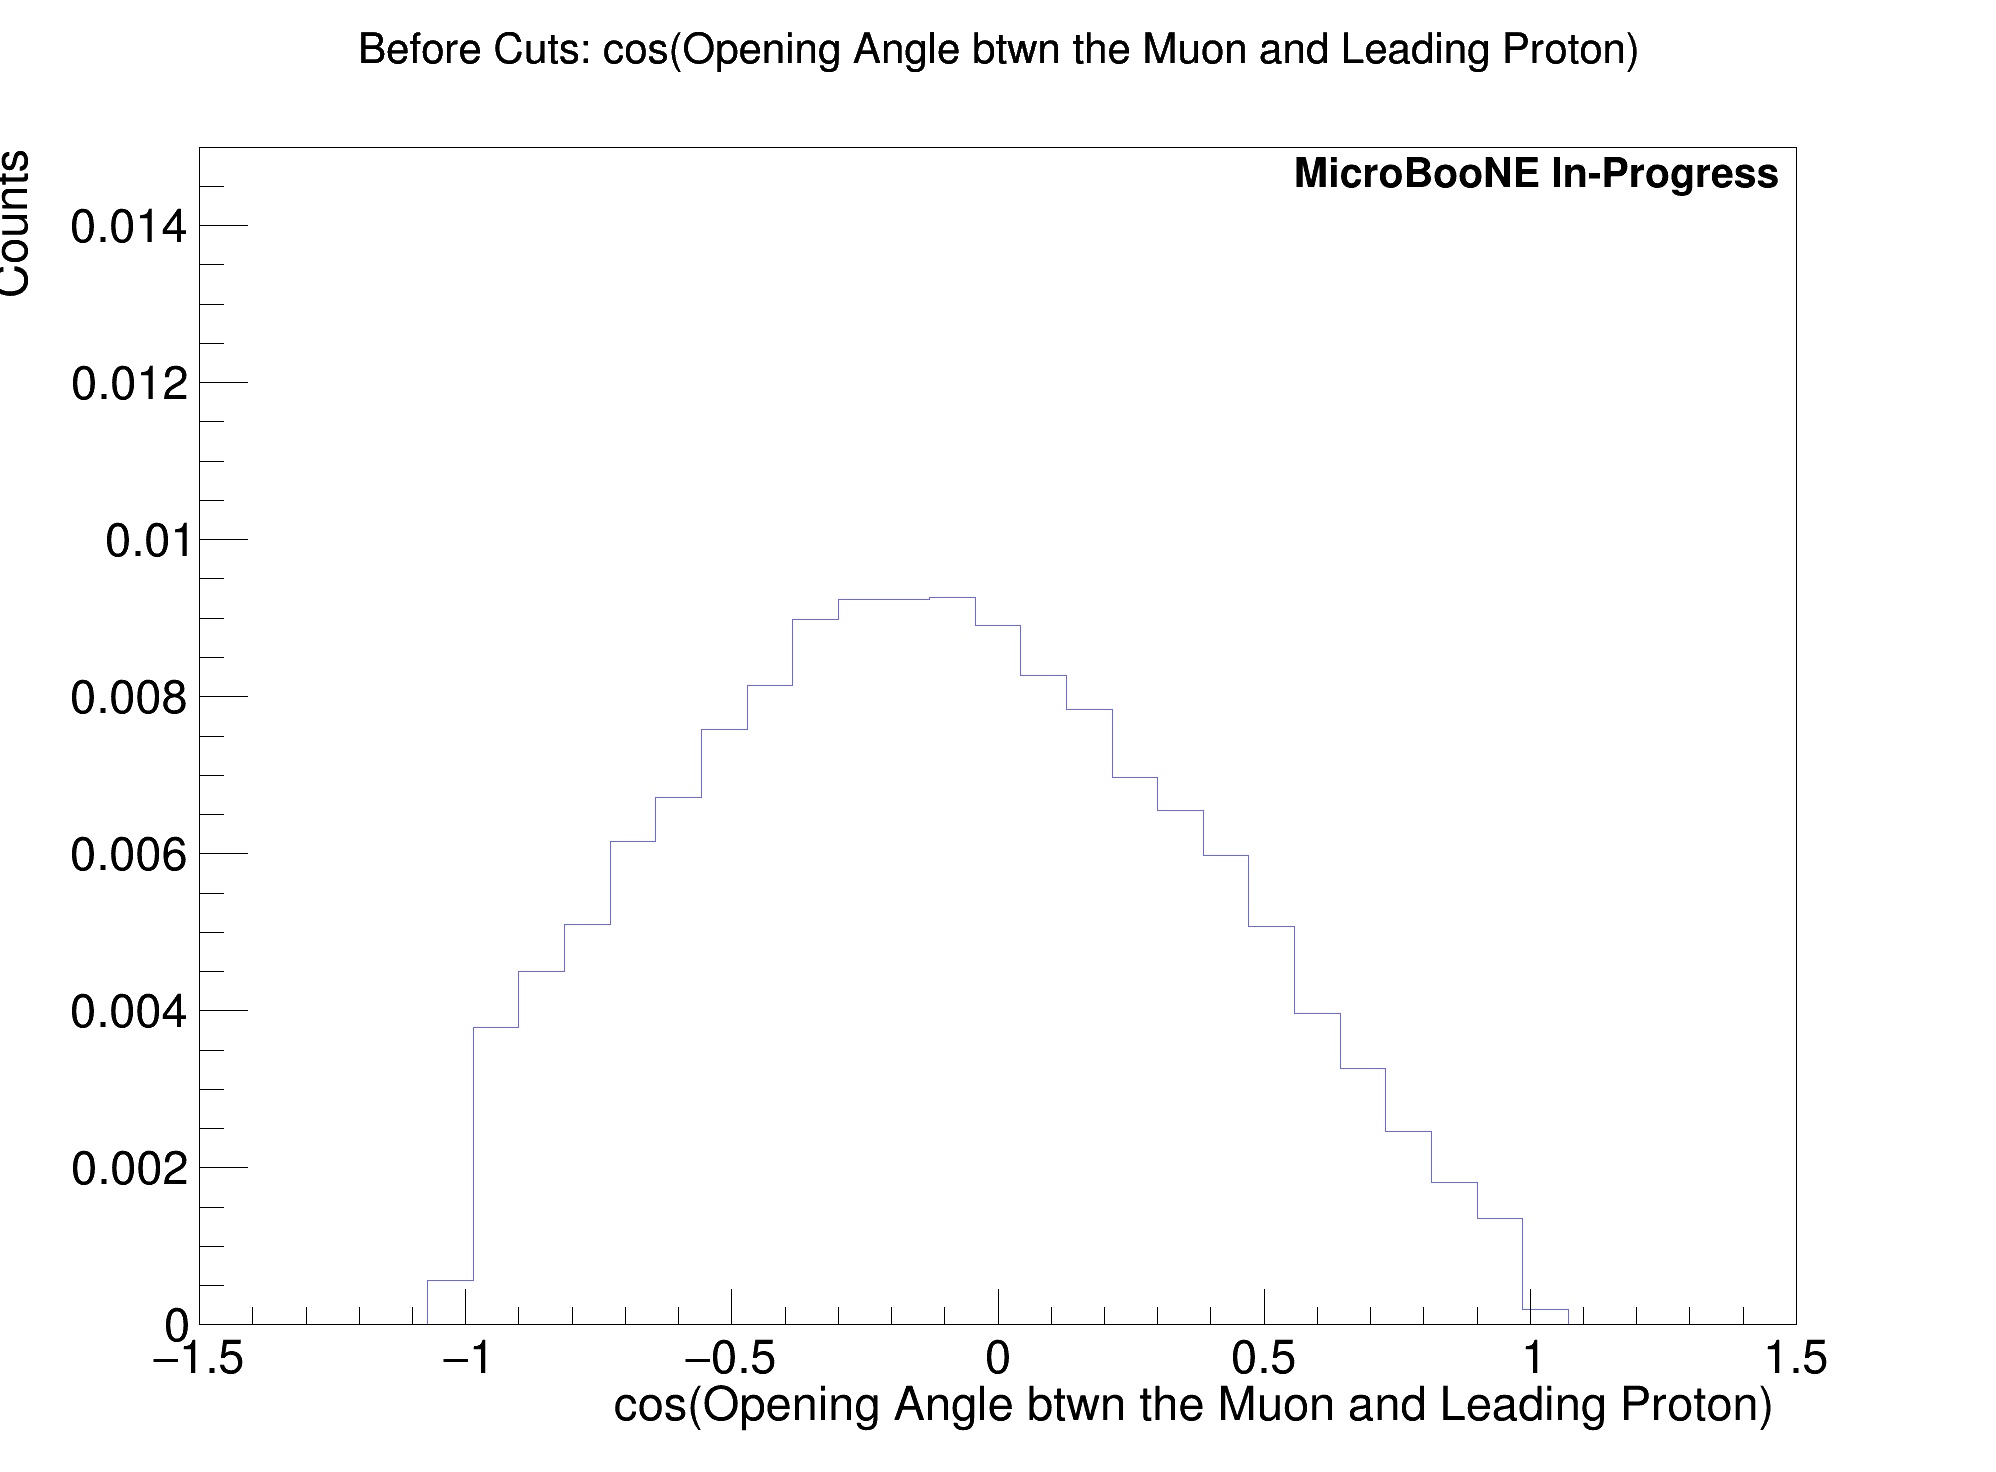 Before Cuts: cos(Opening Angle btwn the Muon and Leading Proton)
MicroBooNE In-Progress
Counts
0.014
0.012
0.01
0.008
0.006
0.004
0.002
0
−1.5 −1 −0.5 0 0.5 1 1.5
cos(Opening Angle btwn the Muon and Leading Proton)